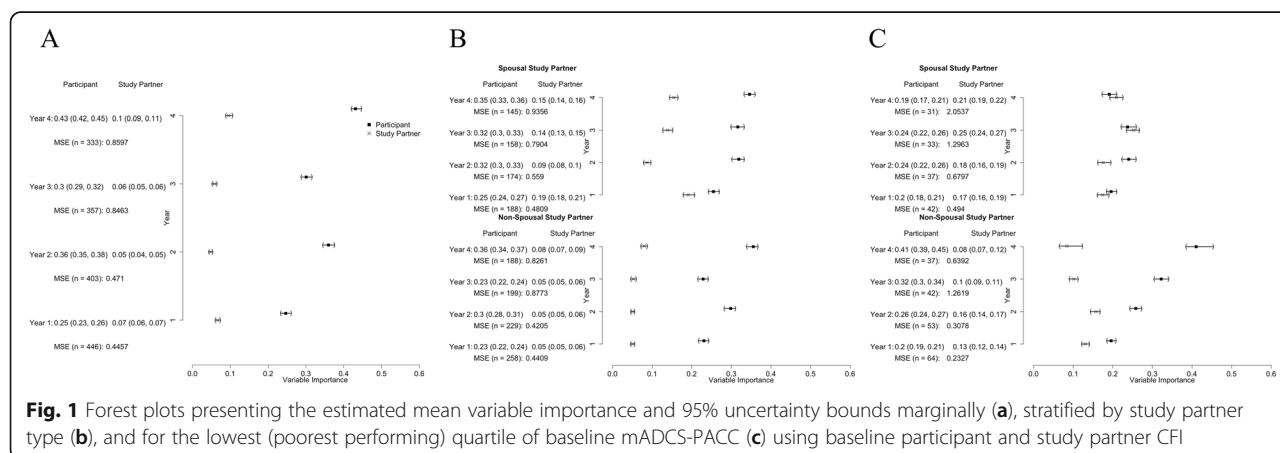 A
Participant Study Partner
Year 4: 0.43 (0.42, 0.45) 0.1 (0.09, 0.11)
MSE (n = 333): 0.8597
Year 3: 0.3 (0.29, 0.32) 0.06 (0.05, 0.06)
MSE (n = 357): 0.8463
Year 2: 0.36 (0.35, 0.38) 0.05 (0.04, 0.05)
MSE (n = 403): 0.471
Year 1: 0.25 (0.23, 0.26) 0.07 (0.06, 0.07)
MSE (n = 446): 0.4457
Participant
Study Partner
Year
4
3
2
1
0.0 0.1 0.2 0.3 0.4 0.5 0.6
Variable Importance
B
Spousal Study Partner
Participant Study Partner
Year 4: 0.35 (0.33, 0.36) 0.15 (0.14, 0.16)
MSE (n = 145): 0.9356
Year 3: 0.32 (0.3, 0.33) 0.14 (0.13, 0.15)
MSE (n = 158): 0.7904
Year 2: 0.32 (0.3, 0.33) 0.09 (0.08, 0.1)
MSE (n = 174): 0.559
Year 1: 0.25 (0.24, 0.27) 0.19 (0.18, 0.21)
MSE (n = 188): 0.4809
Year
4
3
2
1
Non-Spousal Study Partner
Participant Study Partner
Year 4: 0.36 (0.34, 0.37) 0.08 (0.07, 0.09)
MSE (n = 188): 0.8261
Year 3: 0.23 (0.22, 0.24) 0.05 (0.05, 0.06)
MSE (n = 199): 0.8773
Year 2: 0.3 (0.28, 0.31) 0.05 (0.05, 0.06)
MSE (n = 229): 0.4205
Year 1: 0.23 (0.22, 0.24) 0.05 (0.05, 0.06)
MSE (n = 258): 0.4409
Year
4
3
2
1
0.0 0.1 0.2 0.3 0.4 0.5 0.6
Variable Importance
C
Spousal Study Partner
Participant Study Partner
Year 4: 0.19 (0.17, 0.21) 0.21 (0.19, 0.22)
MSE (n = 31): 2.0537
Year 3: 0.24 (0.22, 0.26) 0.25 (0.24, 0.27)
MSE (n = 33): 1.2963
Year 2: 0.24 (0.22, 0.26) 0.18 (0.16, 0.19)
MSE (n = 37): 0.6797
Year 1: 0.2 (0.18, 0.21) 0.17 (0.16, 0.19)
MSE (n = 42): 0.494
Year
4
3
2
1
Non-Spousal Study Partner
Participant Study Partner
Year 4: 0.41 (0.39, 0.45) 0.08 (0.07, 0.12)
MSE (n = 37): 0.6392
Year 3: 0.32 (0.3, 0.34) 0.1 (0.09, 0.11)
MSE (n = 42): 1.2619
Year 2: 0.26 (0.24, 0.27) 0.16 (0.14, 0.17)
MSE (n = 53): 0.3078
Year 1: 0.2 (0.19, 0.21) 0.13 (0.12, 0.14)
MSE (n = 64): 0.2327
Year
4
3
2
1
0.0 0.1 0.2 0.3 0.4 0.5 0.6
Variable Importance
Fig. 1 Forest plots presenting the estimated mean variable importance and 95% uncertainty bounds marginally (a), stratified by study partner
type (b), and for the lowest (poorest performing) quartile of baseline mADCS-PACC (c) using baseline participant and study partner CFI